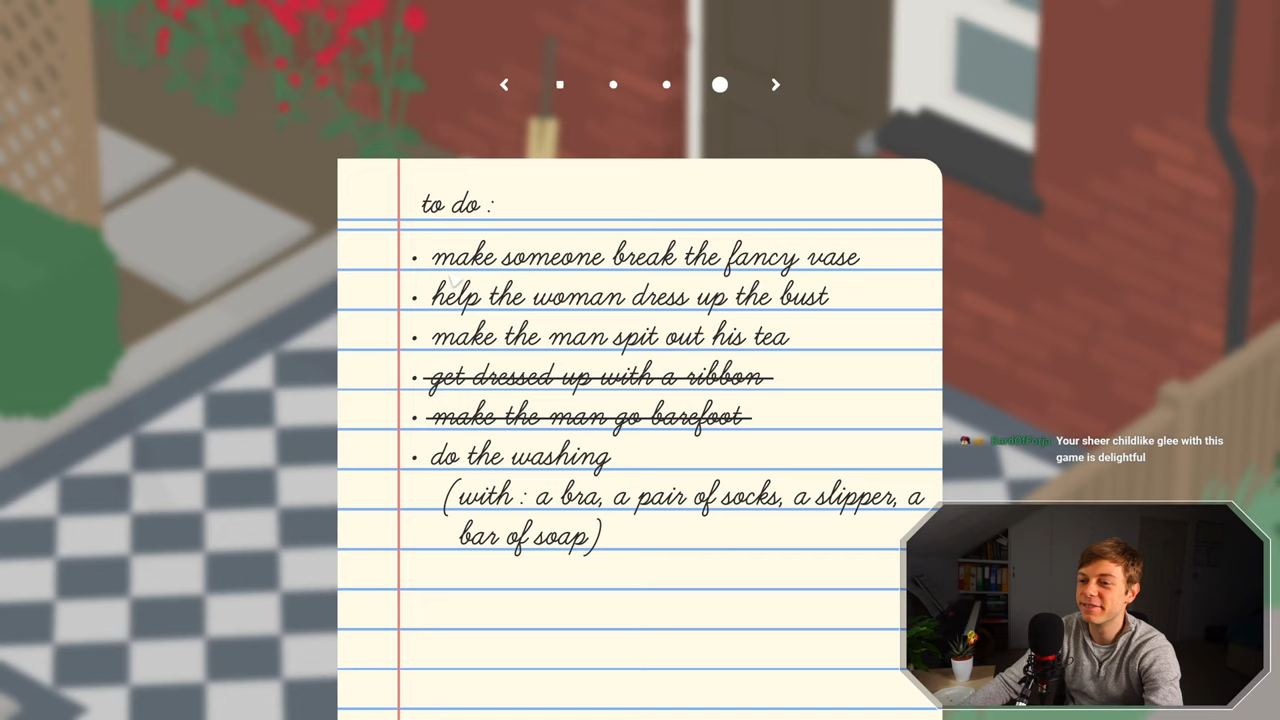 to do :
• make someone break the fancy vase
• help the woman dress up the bust
• make the man spit out his tea
• get dressed up with a ribbon
• make the man go barefoot
• do the washing
(with : a bra, a pair of socks, a slipper, a
bar of soap)
Your sheer childlike glee with this
game is delightful